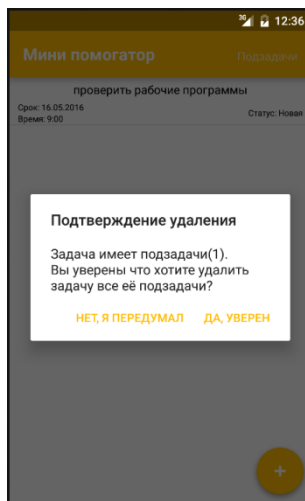 3G 12:36
Мини помогатор Подзадачи
проверить рабочие программы
Срок: 16.05.2016
Время: 9:00 Статус: Новая
Подтверждение удаления
Задача имеет подзадачи(1).
Вы уверены что хотите удалить
задачу все её подзадачи?
НЕТ, Я ПЕРЕДУМАЛ ДА, УВЕРЕН
+